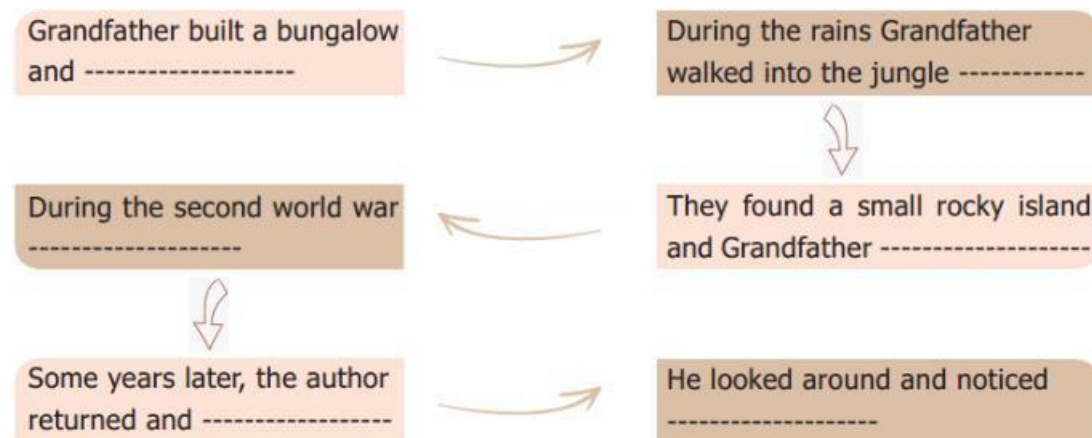 Grandfather built a bungalow
and --------------------
During the rains Grandfather
walked into the jungle ------------
They found a small rocky island
and Grandfather --------------------
During the second world war
--------------------
Some years later, the author
returned and ------------------
He looked around and noticed
--------------------